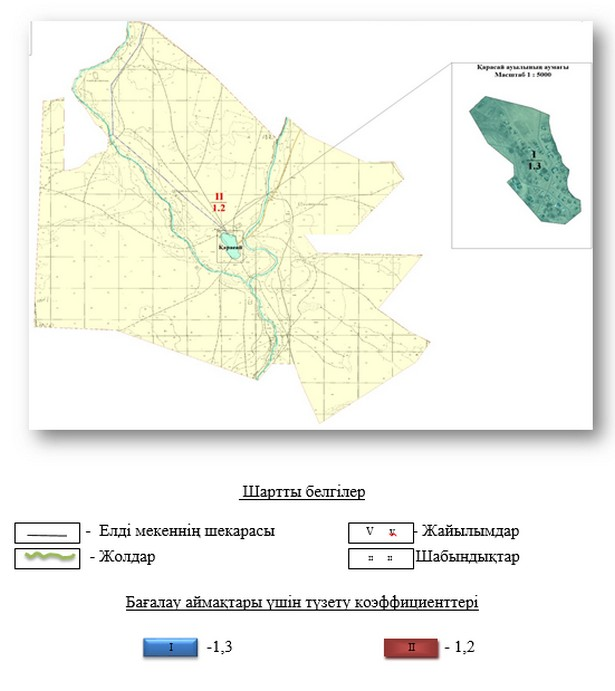 Қарасай ауылының аумағы
Масштаб 1 : 5000
I
1.3
II
1.2
Қарасай
Шартты белгілер
- Елді мекеннің шекарасы
V v - Жайылымдар
- Жолдар
" " Шабындықтар
Бағалау аймақтары үшін түзету коэффициенттері
I -1,3
II - 1,2